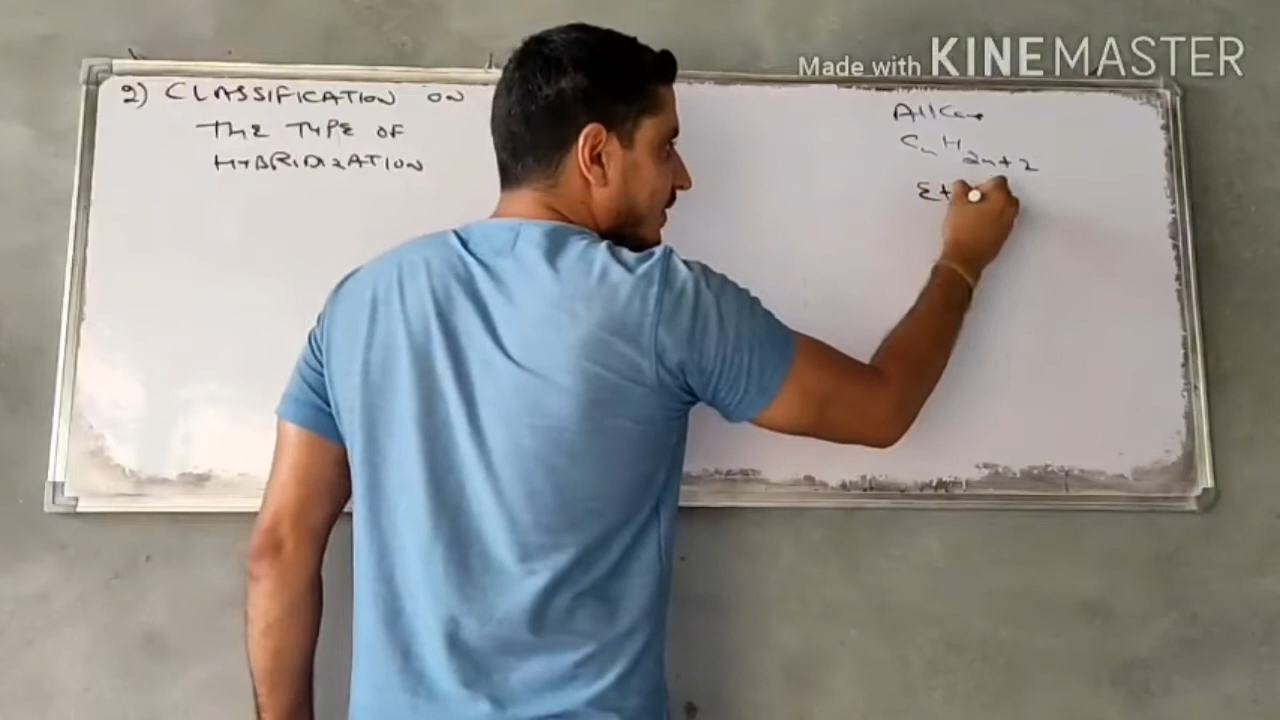 2) CLASSIFICATION ON
THE TYPE OF
HYBRIDIZATION
Made with KINEMASTER
Alkane
CnH2n+2
Et